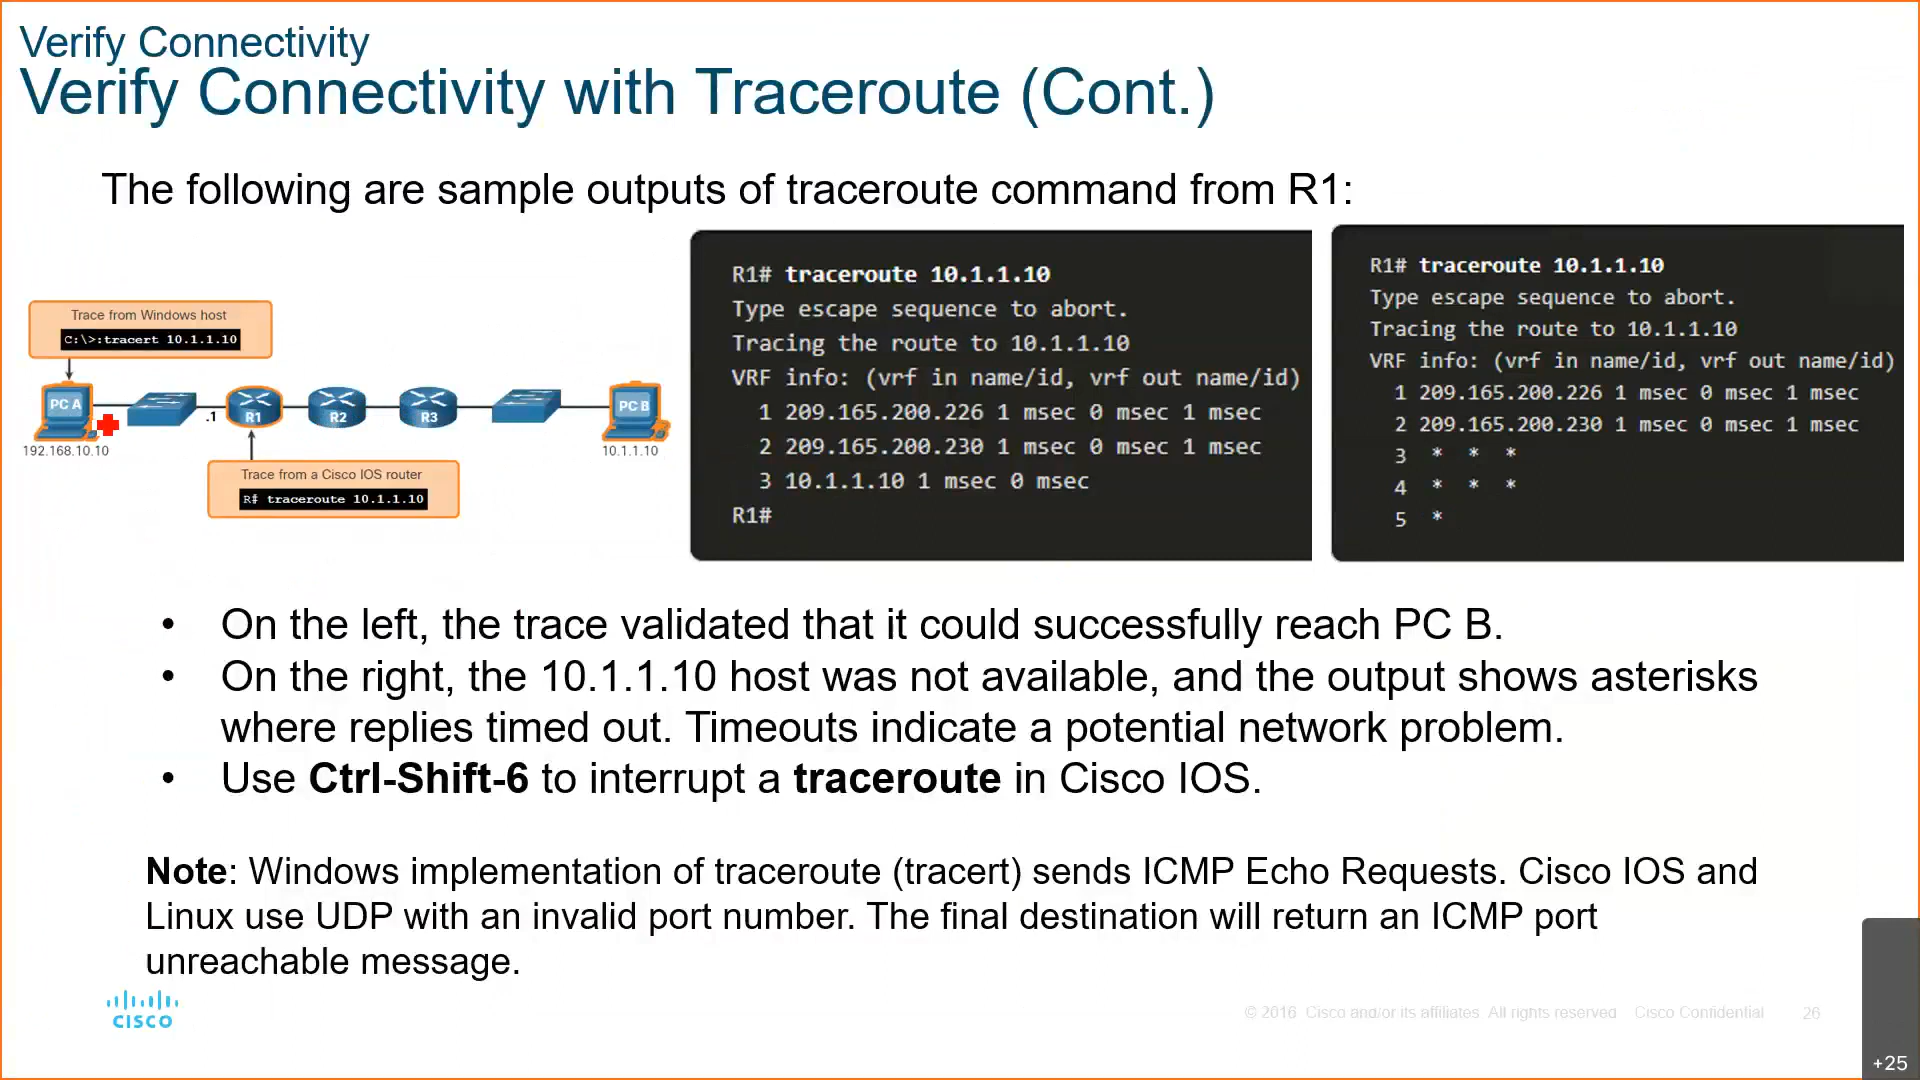 Verify Connectivity
Verify Connectivity with Traceroute (Cont.)
The following are sample outputs of traceroute command from R1:
Trace from Windows host
C:\>:tracert 10.1.1.10
PC A
.1
R1
R2
R3
PC B
192.168.10.10
10.1.1.10
Trace from a Cisco IOS router
R# traceroute 10.1.1.10
R1# traceroute 10.1.1.10
Type escape sequence to abort.
Tracing the route to 10.1.1.10
VRF info: (vrf in name/id, vrf out name/id)
1 209.165.200.226 1 msec 0 msec 1 msec
2 209.165.200.230 1 msec 0 msec 1 msec
3 10.1.1.10 1 msec 0 msec
R1#
R1# traceroute 10.1.1.10
Type escape sequence to abort.
Tracing the route to 10.1.1.10
VRF info: (vrf in name/id, vrf out name/id)
1 209.165.200.226 1 msec 0 msec 1 msec
2 209.165.200.230 1 msec 0 msec 1 msec
3 * * *
4 * * *
5 *
• On the left, the trace validated that it could successfully reach PC B.
• On the right, the 10.1.1.10 host was not available, and the output shows asterisks
where replies timed out. Timeouts indicate a potential network problem.
• Use Ctrl-Shift-6 to interrupt a traceroute in Cisco IOS.
Note: Windows implementation of traceroute (tracert) sends ICMP Echo Requests. Cisco IOS and
Linux use UDP with an invalid port number. The final destination will return an ICMP port
unreachable message.
CISCO
© 2016 Cisco and/or its affiliates. All rights reserved. Cisco Confidential 26
+25